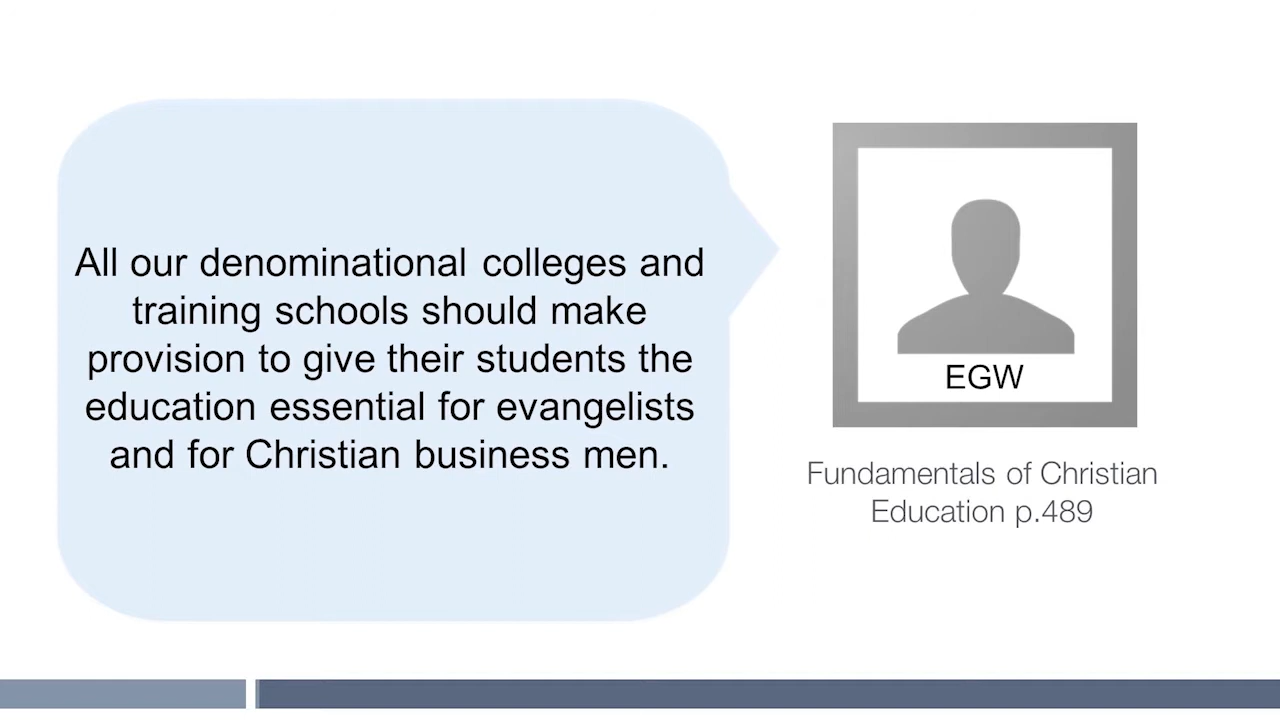 All our denominational colleges and
training schools should make
provision to give their students the
education essential for evangelists
and for Christian business men.
EGW
Fundamentals of Christian
Education p.489